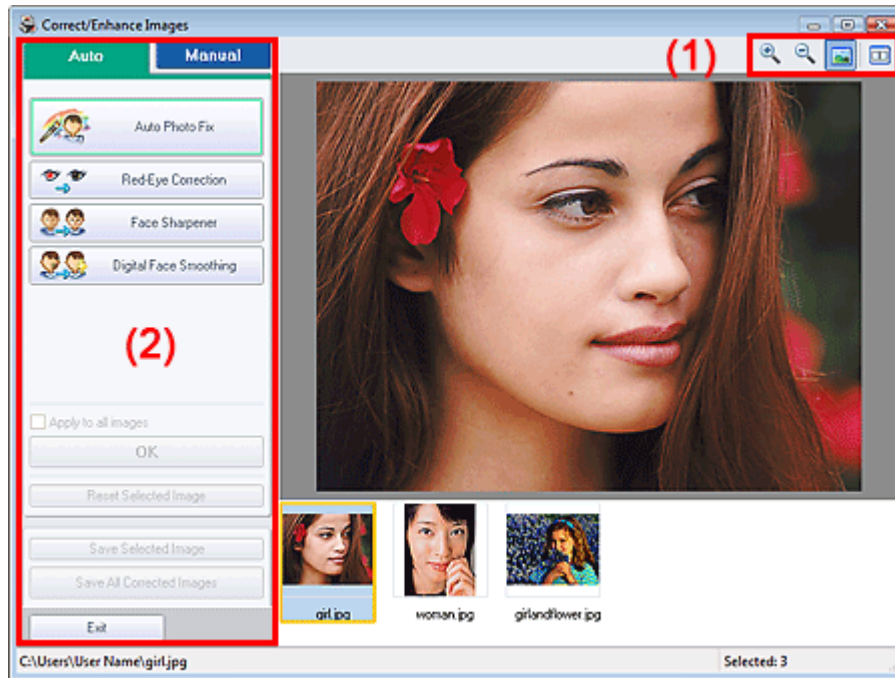 Correct/Enhance Images
Auto
Manual
(1)
Auto Photo Fix
Red-Eye Correction
Face Sharpener
Digital Face Smoothing
(2)
Apply to all images
OK
Reset Selected Image
Save Selected Image
Save All Corrected Images
Exit
girl.jpg
woman.jpg
girlandflower.jpg
C:\Users\User Name\girl.jpg
Selected: 3